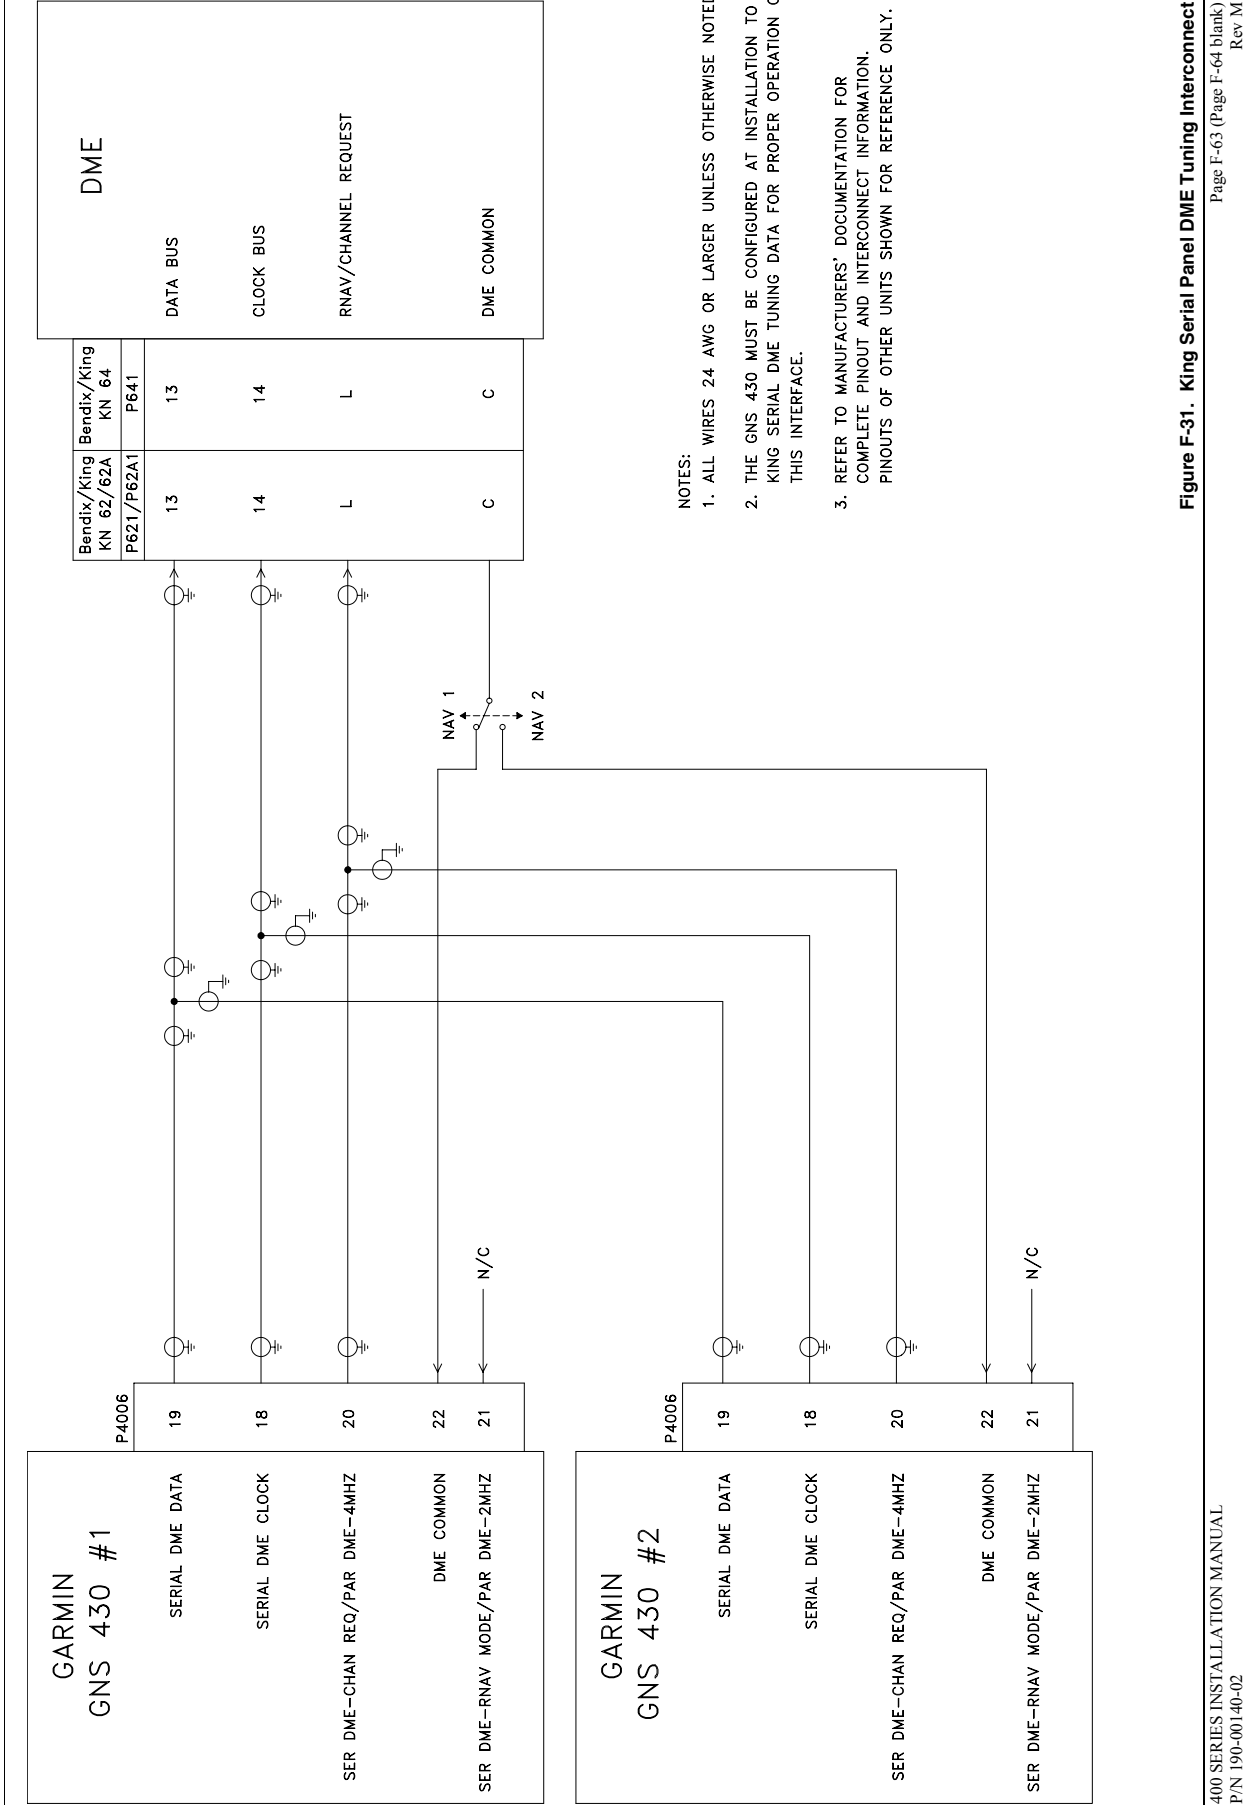 GARMIN
GNS 430 #1
P4006
SERIAL DME DATA 19
SERIAL DME CLOCK 18
SER DME-CHAN REQ/PAR DME-4MHZ 20
DME COMMON 22
SER DME-RNAV MODE/PAR DME-2MHZ 21
N/C
GARMIN
GNS 430 #2
P4006
SERIAL DME DATA 19
SERIAL DME CLOCK 18
SER DME-CHAN REQ/PAR DME-4MHZ 20
DME COMMON 22
SER DME-RNAV MODE/PAR DME-2MHZ 21
N/C
NAV 1
NAV 2
Bendix/King Bendix/King
KN 62/62A KN 64
P621/P62A1 P641
DME
13 13 DATA BUS
14 14 CLOCK BUS
L L RNAV/CHANNEL REQUEST
C C DME COMMON
NOTES:
1. ALL WIRES 24 AWG OR LARGER UNLESS OTHERWISE
2. THE GNS 430 MUST BE CONFIGURED AT INSTALLATION TO
KING SERIAL DME TUNING DATA FOR PROPER OPERATION
THIS INTERFACE.
3. REFER TO MANUFACTURERS' DOCUMENTATION FOR
COMPLETE PINOUT AND INTERCONNECT INFORMATION.
PINOUTS OF OTHER UNITS SHOWN FOR REFERENCE ONLY.
Figure F-31. King Serial Panel DME Tuning Interconnect
400 SERIES INSTALLATION MANUAL Page F-63 (Page F-64 blank)
P/N 190-00140-02 Rev M